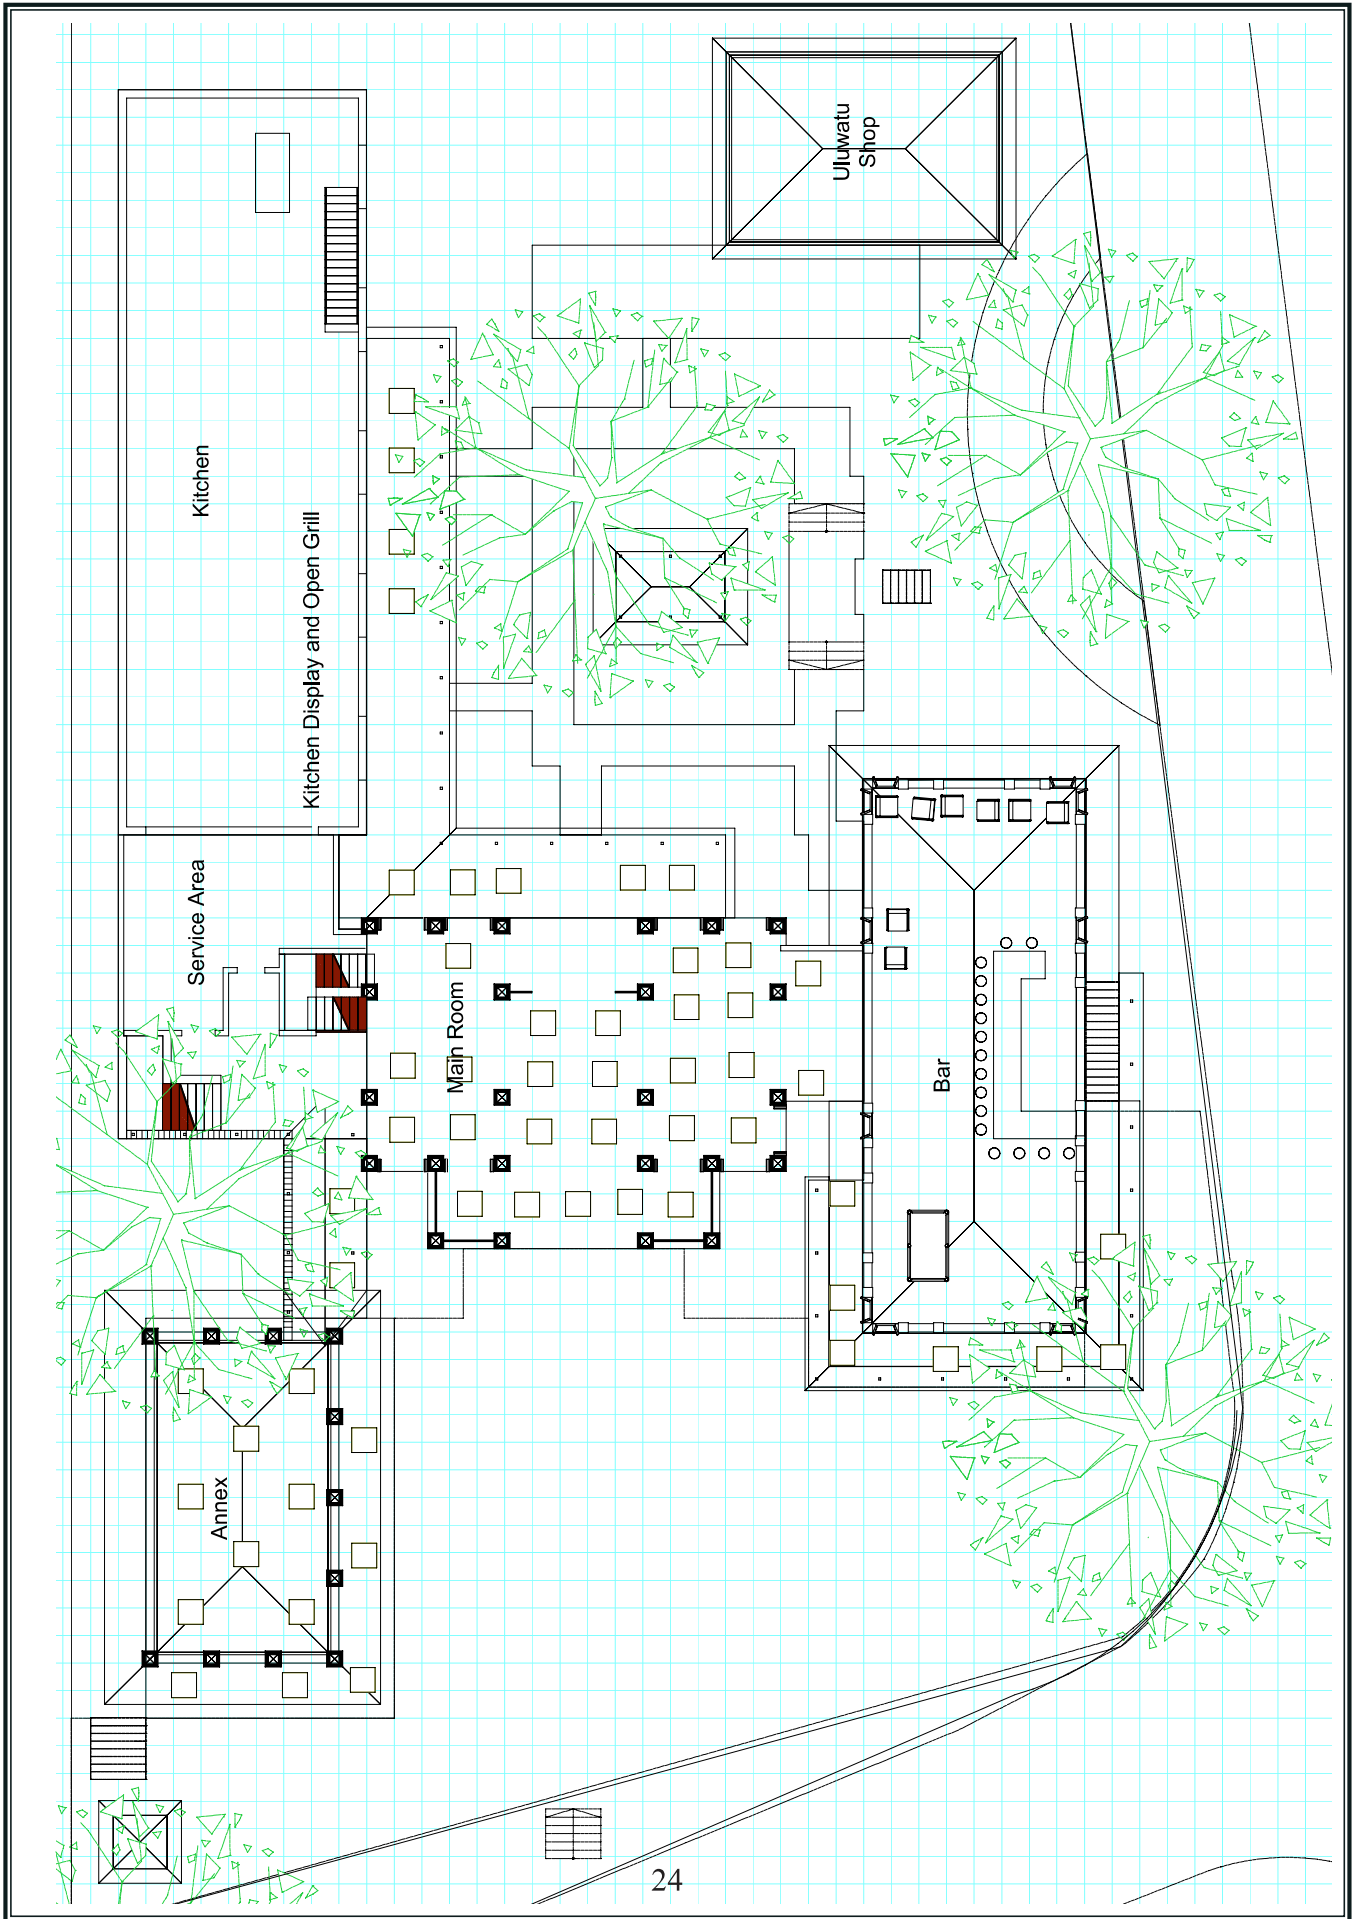 Uluwatu
Shop
Kitchen
Kitchen Display and Open Grill
Service Area
Main Room
Bar
Annex
24